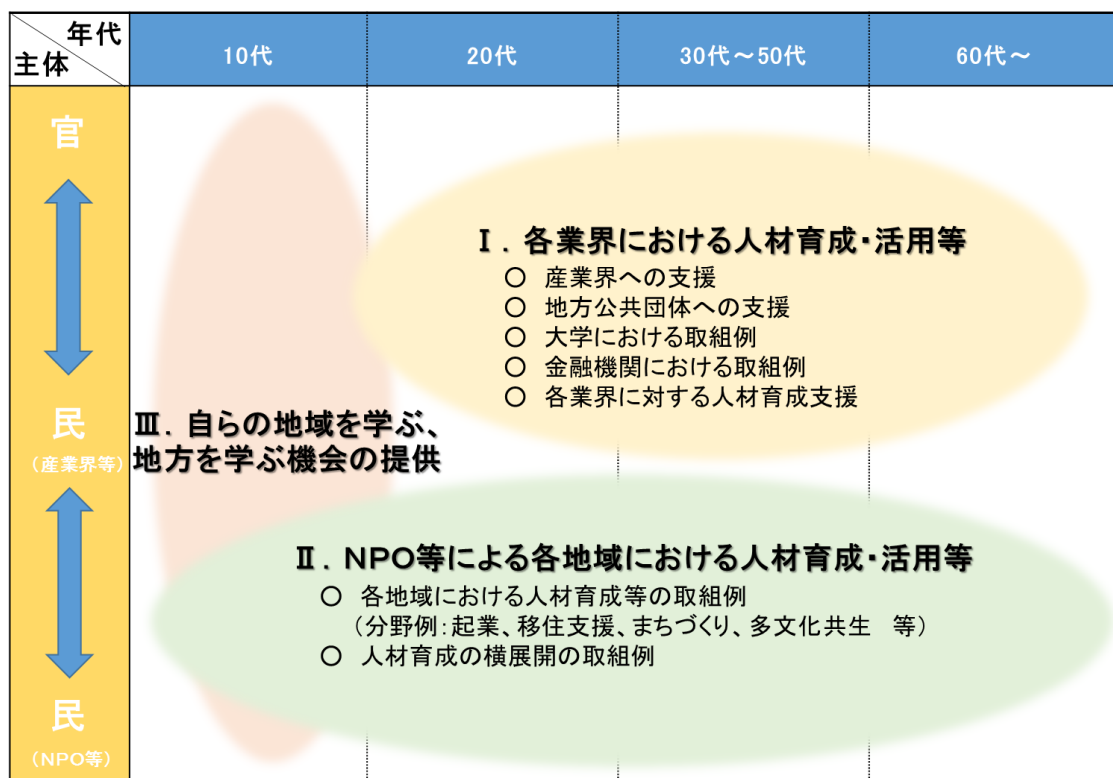 年代
主体
10代
20代
30代～50代
60代～
官
民
（産業界等）
民
（NPO等）
Ⅰ．各業界における人材育成・活用等
○ 産業界への支援
○ 地方公共団体への支援
○ 大学における取組例
○ 金融機関における取組例
○ 各業界に対する人材育成支援
Ⅲ．自らの地域を学ぶ、
地方を学ぶ機会の提供
Ⅱ．NPO等による各地域における人材育成・活用等
○ 各地域における人材育成等の取組例
（分野例：起業、移住支援、まちづくり、多文化共生　等）
○ 人材育成の横展開の取組例